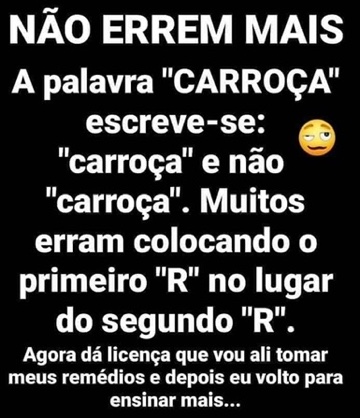 NÃO ERREM MAIS
A palavra "CARROÇA"
escreve-se:
"carroça" e não
"carroça". Muitos
erram colocando o
primeiro "R" no lugar
do segundo "R".
Agora dá licença que vou ali tomar
meus remédios e depois eu volto para
ensinar mais...